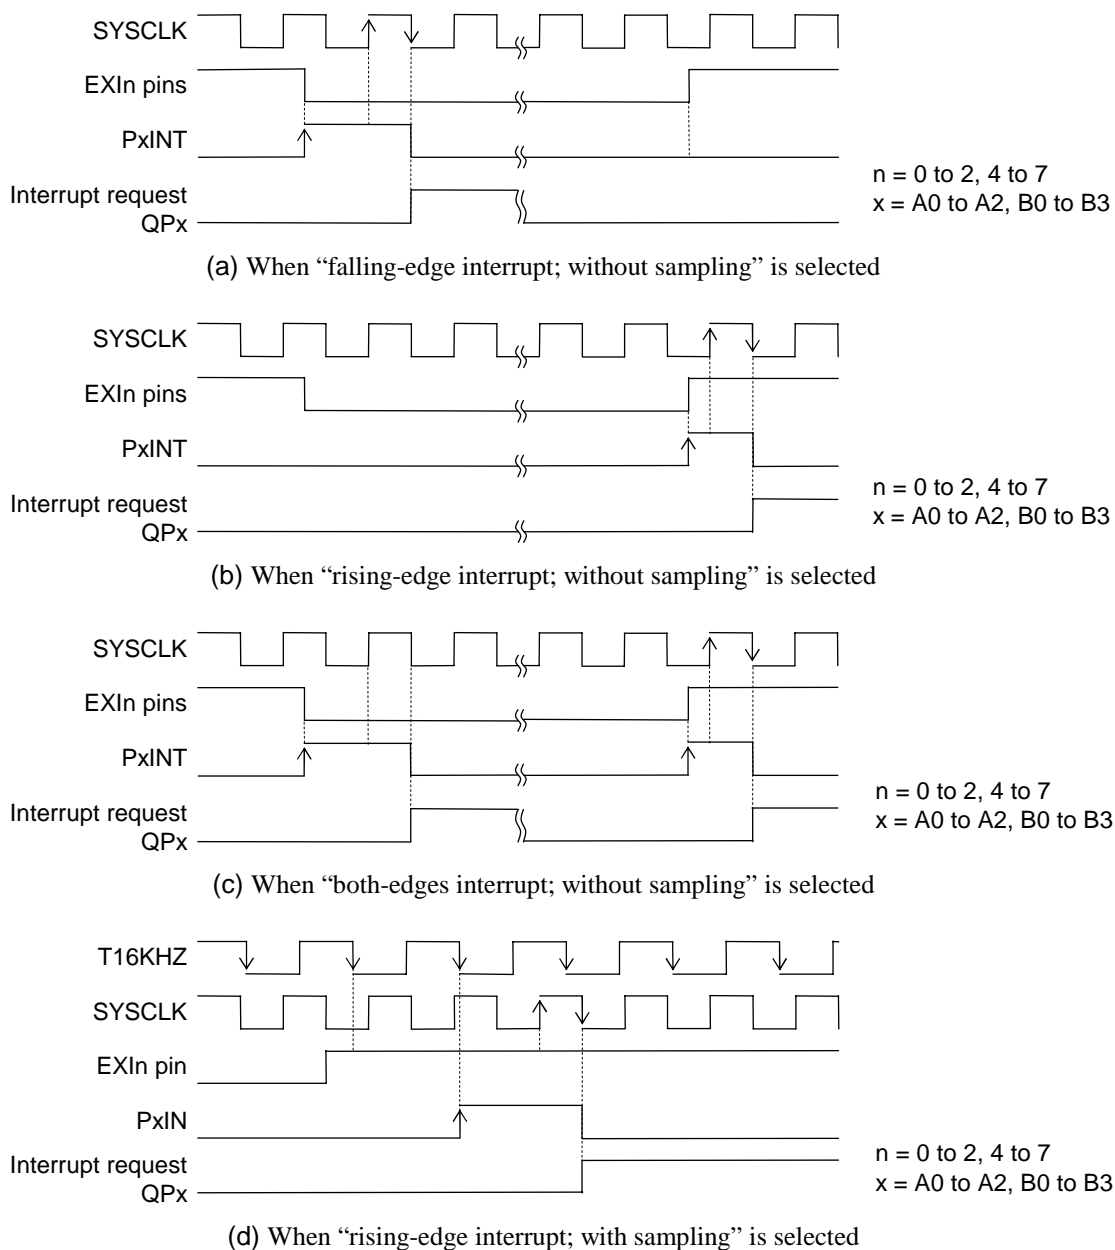 SYSCLK
EXIn pins
PxINT
Interrupt request
QPx
n = 0 to 2, 4 to 7
x = A0 to A2, B0 to B3
(a) When “falling-edge interrupt; without sampling” is selected
SYSCLK
EXIn pins
PxINT
Interrupt request
QPx
n = 0 to 2, 4 to 7
x = A0 to A2, B0 to B3
(b) When “rising-edge interrupt; without sampling” is selected
SYSCLK
EXIn pins
PxINT
Interrupt request
QPx
n = 0 to 2, 4 to 7
x = A0 to A2, B0 to B3
(c) When “both-edges interrupt; without sampling” is selected
T16KHZ
SYSCLK
EXIn pin
PxIN
Interrupt request
QPx
n = 0 to 2, 4 to 7
x = A0 to A2, B0 to B3
(d) When “rising-edge interrupt; with sampling” is selected